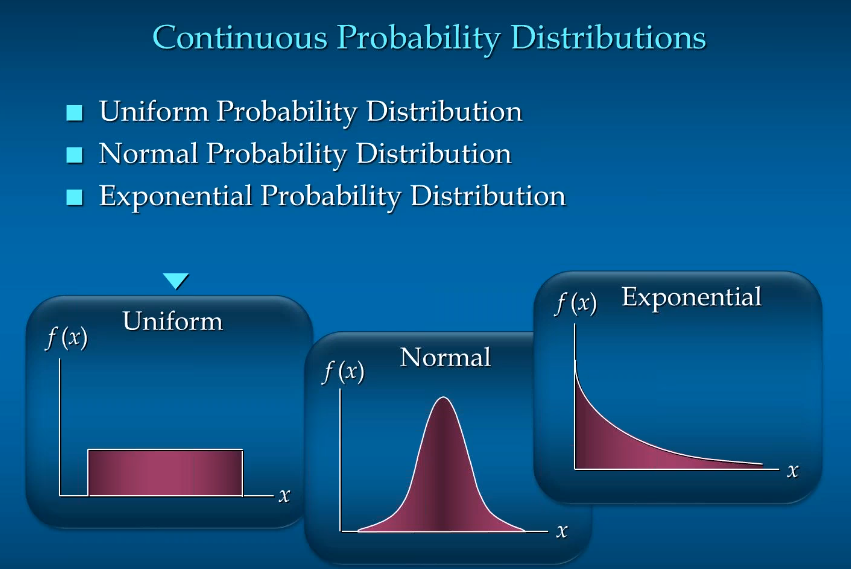 Continuous Probability Distributions
Uniform Probability Distribution
Normal Probability Distribution
Exponential Probability Distribution
Uniform
f (x)
x
Normal
f (x)
x
Exponential
f (x)
x